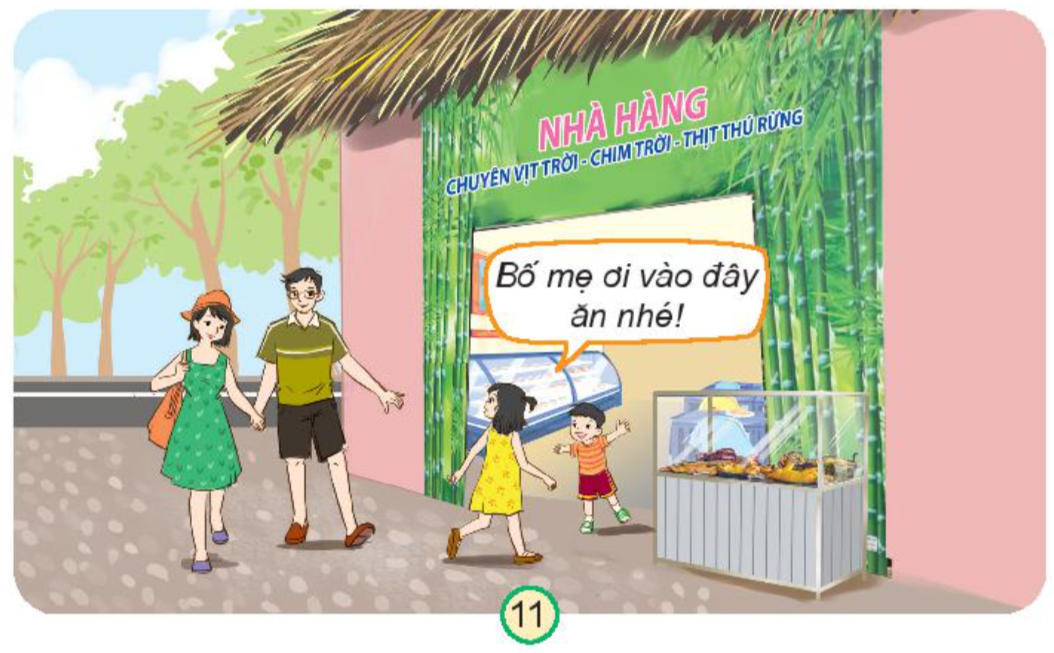 NHÀ HÀNG
CHUYÊN VỊT TRỜI - CHIM TRỜI - THỊT THÚ RỪNG
Bố mẹ ơi vào đây
ăn nhé!
11